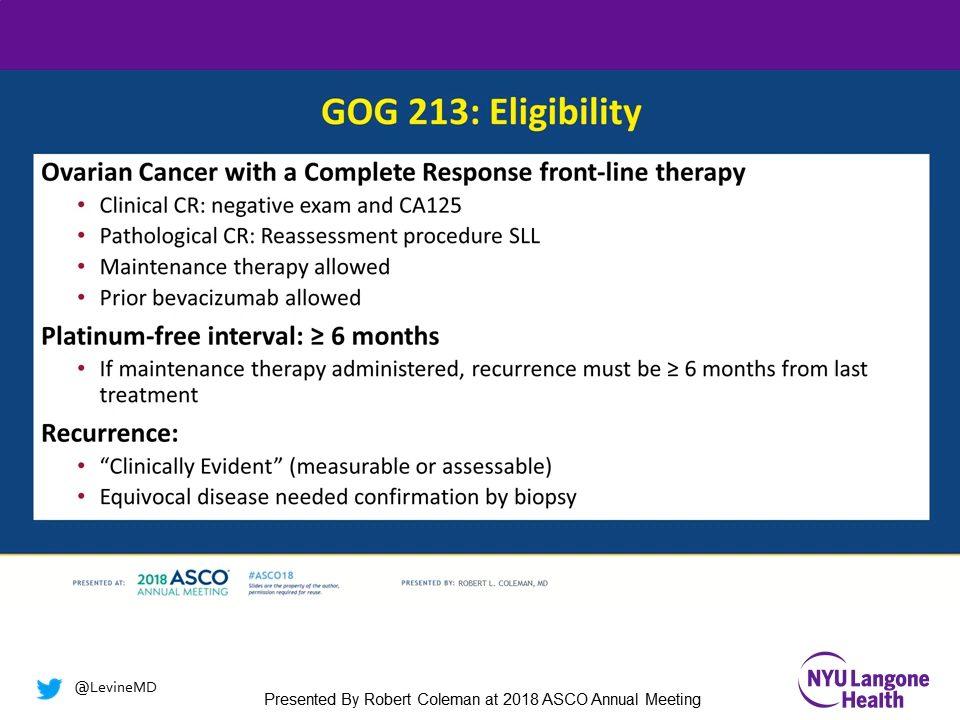 GOG 213: Eligibility
Ovarian Cancer with a Complete Response front-line therapy
• Clinical CR: negative exam and CA125
• Pathological CR: Reassessment procedure SLL
• Maintenance therapy allowed
• Prior bevacizumab allowed
Platinum-free interval: ≥ 6 months
• If maintenance therapy administered, recurrence must be ≥ 6 months from last
treatment
Recurrence:
• “Clinically Evident” (measurable or assessable)
• Equivocal disease needed confirmation by biopsy
PRESENTED AT:
2018 ASCO®
ANNUAL MEETING
#ASCO18
Slides are the property of the author,
permission required for reuse.
PRESENTED BY: ROBERT L. COLEMAN, MD
@LevineMD
Presented By Robert Coleman at 2018 ASCO Annual Meeting
NYU Langone
Health